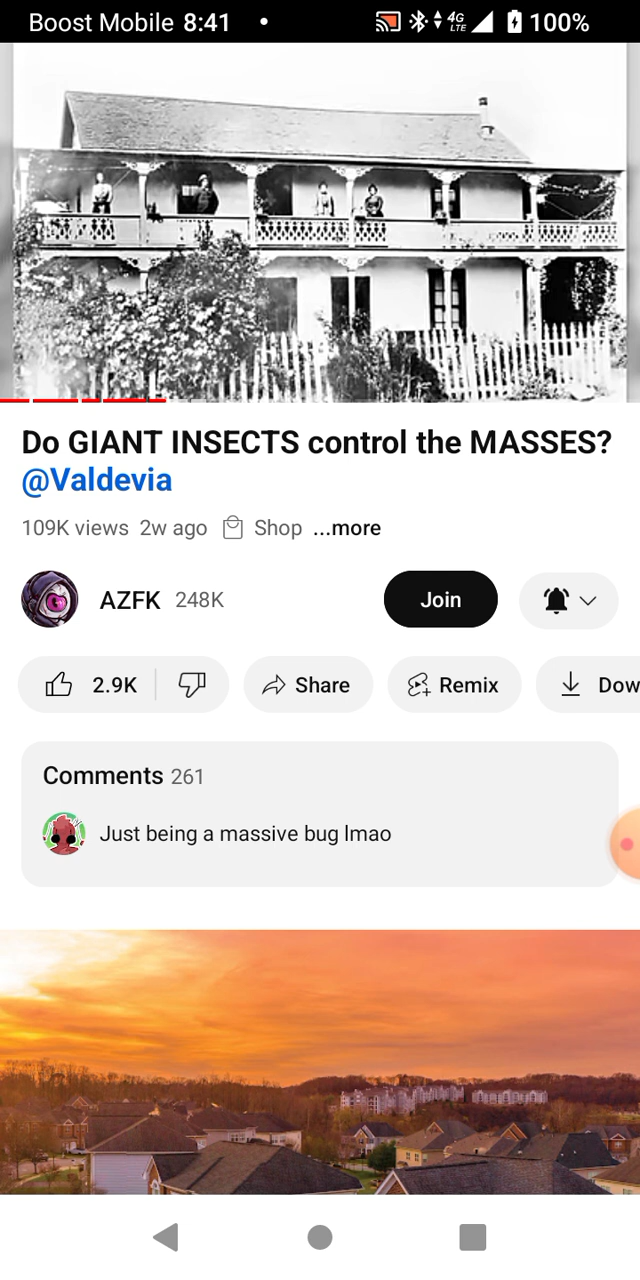 Boost Mobile 8:41 4G LTE 100%
Do GIANT INSECTS control the MASSES?
@Valdevia
109K views 2w ago Shop ...more
AZFK 248K Join
2.9K Share Remix Dow
Comments 261
Just being a massive bug lmao